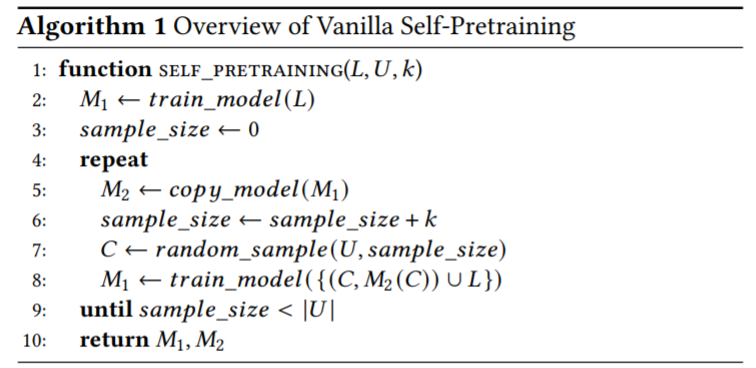 Algorithm 1 Overview of Vanilla Self-Pretraining
1: function SELF_PRETRAINING(L, U, k)
2: M₁ ← train_model(L)
3: sample_size ← 0
4: repeat
5: M₂ ← copy_model(M₁)
6: sample_size ← sample_size + k
7: C ← random_sample(U, sample_size)
8: M₁ ← train_model({(C, M₂(C)) ∪ L})
9: until sample_size < |U|
10: return M₁, M₂